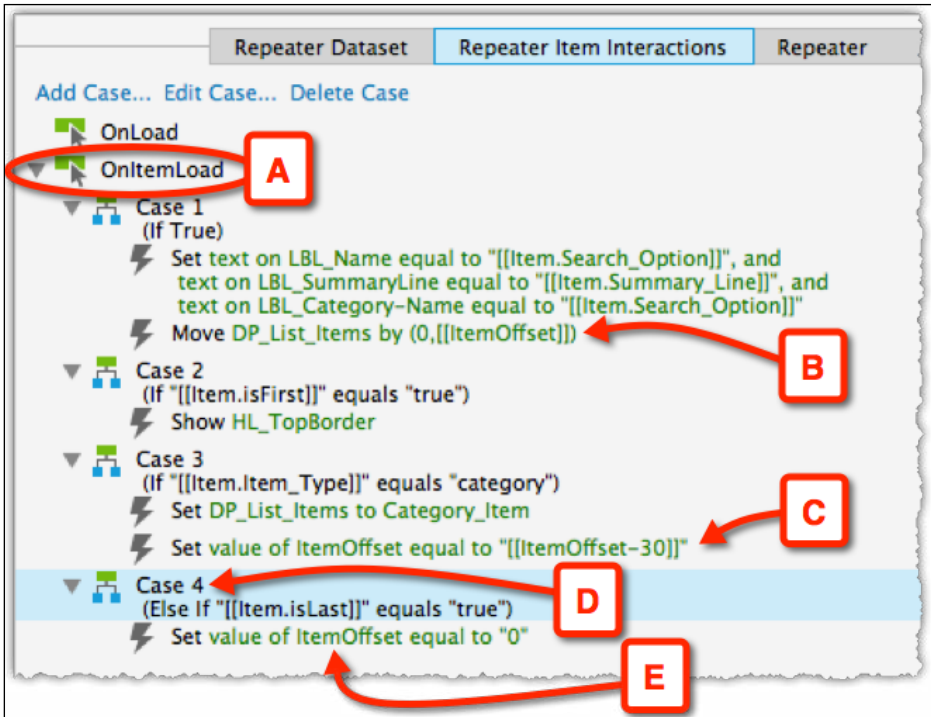 Repeater Dataset Repeater Item Interactions Repeater
Add Case... Edit Case... Delete Case
OnLoad
OnItemLoad
A
Case 1
(If True)
Set text on LBL_Name equal to "[[Item.Search_Option]]", and
text on LBL_SummaryLine equal to "[[Item.Summary_Line]]", and
text on LBL_Category-Name equal to "[[Item.Search_Option]]"
Move DP_List_Items by (0,[[ItemOffset]])
B
Case 2
(If "[[Item.isFirst]]" equals "true")
Show HL_TopBorder
Case 3
(If "[[Item.Item_Type]]" equals "category")
Set DP_List_Items to Category_Item
C
Set value of ItemOffset equal to "[[ItemOffset-30]]"
Case 4
(Else If "[[Item.isLast]]" equals "true")
D
Set value of ItemOffset equal to "0"
E